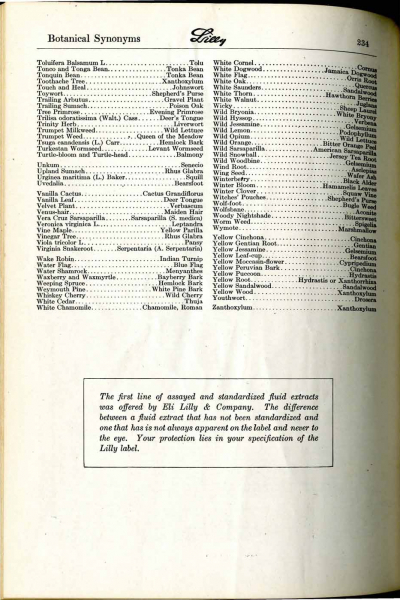 Botanical Synonyms
Lilly
234
Toluifera Balsamum L. Tolu
Tonco and Tonga Bean Tonka Bean
Tonquin Bean Tonka Bean
Toothache Tree Xanthoxylum
Touch and Heal Johnswort
Toywort Shepherd's Purse
Trailing Arbutus Gravel Plant
Trailing Sumach Poison Oak
Tree Primrose Evening Primrose
Trilisa odoratissima (Walt.) Cass Deer's Tongue
Trinity Herb Liverwort
Trumpet Milkweed Wild Lettuce
Trumpet Weed Queen of the Meadow
Tsuga canadensis (L.) Carr Hemlock Bark
Turkestan Wormseed Levant Wormseed
Turtle-bloom and Turtle-head Balmony
Unkum Senecio
Upland Sumach Rhus Glabra
Urginea maritima (L.) Baker Squill
Uvedalia Bearsfoot
Vanilla Cactus Cactus Grandiflorus
Vanilla Leaf Deer Tongue
Velvet Plant Verbascum
Venus-hair Maiden Hair
Vera Cruz Sarsaparilla Sarsaparilla (S. medica)
Veronica virginica L. Leptandra
Vine Maple Yellow Parilla
Vinegar Tree Rhus Glabra
Viola tricolor L. Pansy
Virginia Snakeroot Serpentaria (A. Serpentaria)
Wake Robin Indian Turnip
Water Flag Blue Flag
Water Shamrock Menyanthes
Waxberry and Waxmyrtle Bayberry Bark
Weeping Spruce Hemlock Bark
Weymouth Pine White Pine Bark
Whiskey Cherry Wild Cherry
White Cedar Thuja
White Chamomile Chamomile, Roman
White Cornel Cornus
White Dogwood Jamaica Dogwood
White Flag Orris Root
White Oak Quercus
White Saunders Sandalwood
White Thorn Hawthorn Berries
White Walnut Juglans
Wicky Sheep Laurel
Wild Bryonia White Bryony
Wild Hyssop Verbena
Wild Jessamine Gelsemium
Wild Lemon Podophyllum
Wild Opium Wild Lettuce
Wild Orange Bitter Orange Peel
Wild Sarsaparilla American Sarsaparilla
Wild Snowball Jersey Tea Root
Wild Woodbine Gelsemium
Wind Root Asclepias
Wing Seed Wafer Ash
Winterberry Black Alder
Winter Bloom Hamamelis Leaves
Winter Clover Squaw Vine
Witches' Pouches Shepherd's Purse
Wolf-foot Bugle Weed
Wolfsbane Aconite
Woody Nightshade Bittersweet
Worm Weed Spigelia
Wymote Marshmallow
Yellow Cinchona Cinchona
Yellow Gentian Root Gentian
Yellow Jessamine Gelsemium
Yellow Leaf-cup Bearsfoot
Yellow Moccasin-flower Cypripedium
Yellow Peruvian Bark Cinchona
Yellow Puccoon Hydrastis
Yellow Root Hydrastis or Xanthorrhiza
Yellow Sandalwood Sandalwood
Yellow Wood Xanthoxylum
Youthwort Drosera
Zanthoxylum Xanthoxylum
The first line of assayed and standardized fluid extracts
was offered by Eli Lilly & Company. The difference
between a fluid extract that has not been standardized and
one that has is not always apparent on the label and never to
the eye. Your protection lies in your specification of the
Lilly label.